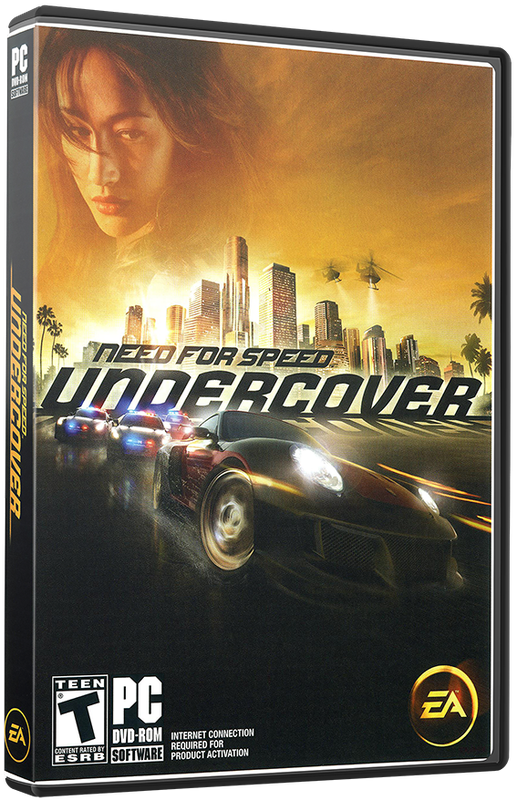 PC
DVD-ROM
SOFTWARE
NEED FOR SPEED
UNDERCOVER
EA
NEED FOR SPEED
UNDERCOVER
TEEN
T
CONTENT RATED BY
ESRB
PC
DVD-ROM
SOFTWARE
INTERNET CONNECTION
REQUIRED FOR
PRODUCT ACTIVATION
EA